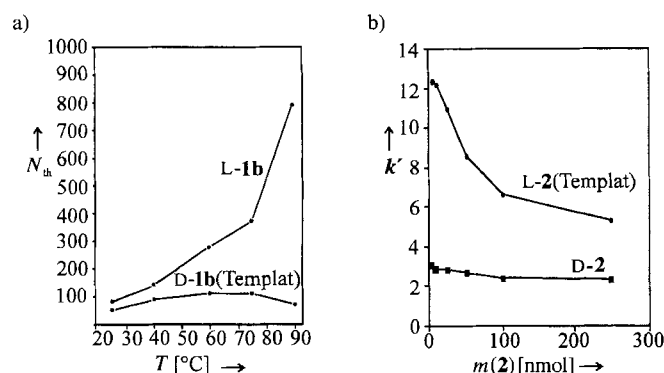 a)
1000
900
800
700
600
500
400
300
200
100
↑
N_th
L-1b
D-1b(Templat)
20 30 40 50 60 70 80 90
T [°C] →
b)
14
12
10
8
6
4
2
0
↑
k′
L-2(Templat)
D-2
0 100 200 300
m(2) [nmol] →